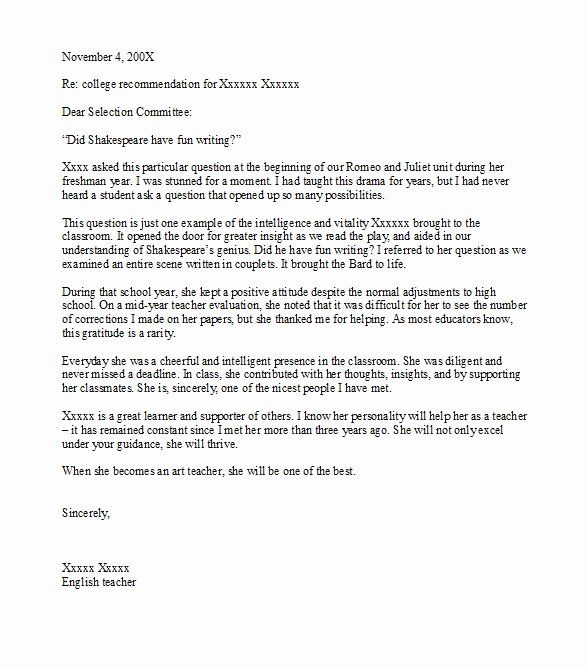 November 4, 200X
Re: college recommendation for Xxxxxx Xxxxxx
Dear Selection Committee:
“Did Shakespeare have fun writing?”
Xxxx asked this particular question at the beginning of our Romeo and Juliet unit during her
freshman year. I was stunned for a moment. I had taught this drama for years, but I had never
heard a student ask a question that opened up so many possibilities.
This question is just one example of the intelligence and vitality Xxxxxx brought to the
classroom. It opened the door for greater insight as we read the play, and aided in our
understanding of Shakespeare’s genius. Did he have fun writing? I referred to her question as we
examined an entire scene written in couplets. It brought the Bard to life.
During that school year, she kept a positive attitude despite the normal adjustments to high
school. On a mid-year teacher evaluation, she noted that it was difficult for her to see the number
of corrections I made on her papers, but she thanked me for helping. As most educators know,
this gratitude is a rarity.
Everyday she was a cheerful and intelligent presence in the classroom. She was diligent and
never missed a deadline. In class, she contributed with her thoughts, insights, and by supporting
her classmates. She is, sincerely, one of the nicest people I have met.
Xxxxx is a great learner and supporter of others. I know her personality will help her as a teacher
– it has remained constant since I met her more than three years ago. She will not only excel
under your guidance, she will thrive.
When she becomes an art teacher, she will be one of the best.
Sincerely,
Xxxxx Xxxxx
English teacher